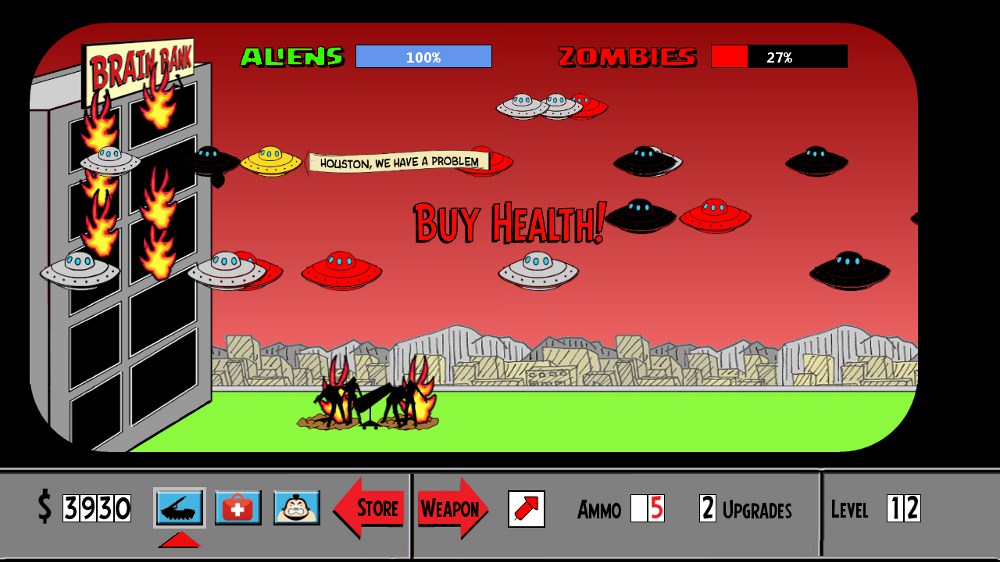 BRAIN BANK
ALIENS 100% ZOMBIES 27%
HOUSTON, WE HAVE A PROBLEM
BUY HEALTH!
$ 3930 STORE WEAPON AMMO 5 2 UPGRADES LEVEL 12